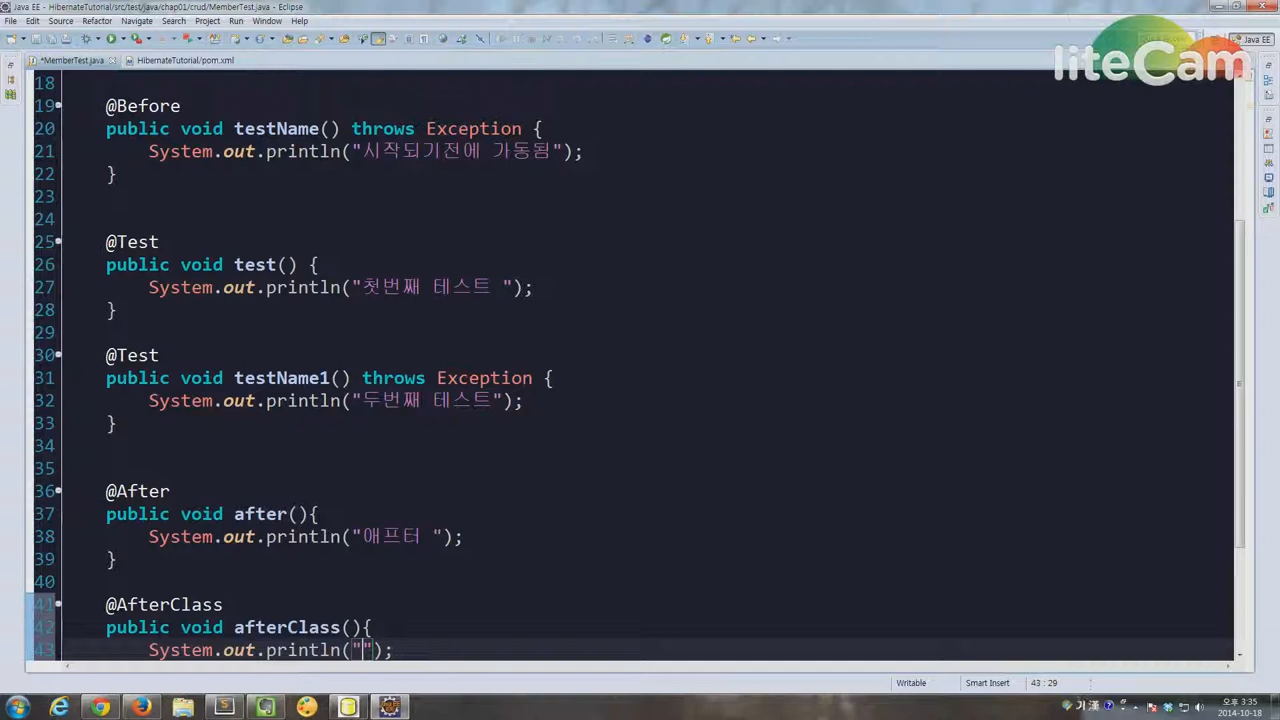 Java EE - HibernateTutorial/src/test/java/chap01/crud/MemberTest.java - Eclipse
File Edit Source Refactor Navigate Search Project Run Window Help
Java EE
liteCam
*MemberTest.java HibernateTutorial/pom.xml
18
19 @Before
20 public void testName() throws Exception {
21 System.out.println("시작되기전에 가동됨");
22 }
23
24
25 @Test
26 public void test() {
27 System.out.println("첫번째 테스트 ");
28 }
29
30 @Test
31 public void testName1() throws Exception {
32 System.out.println("두번째 테스트");
33 }
34
35
36 @After
37 public void after(){
38 System.out.println("애프터 ");
39 }
40
41 @AfterClass
42 public void afterClass(){
43 System.out.println("");
Writable Smart Insert 43 : 29
가 漢
오후 3:35
2014-10-18